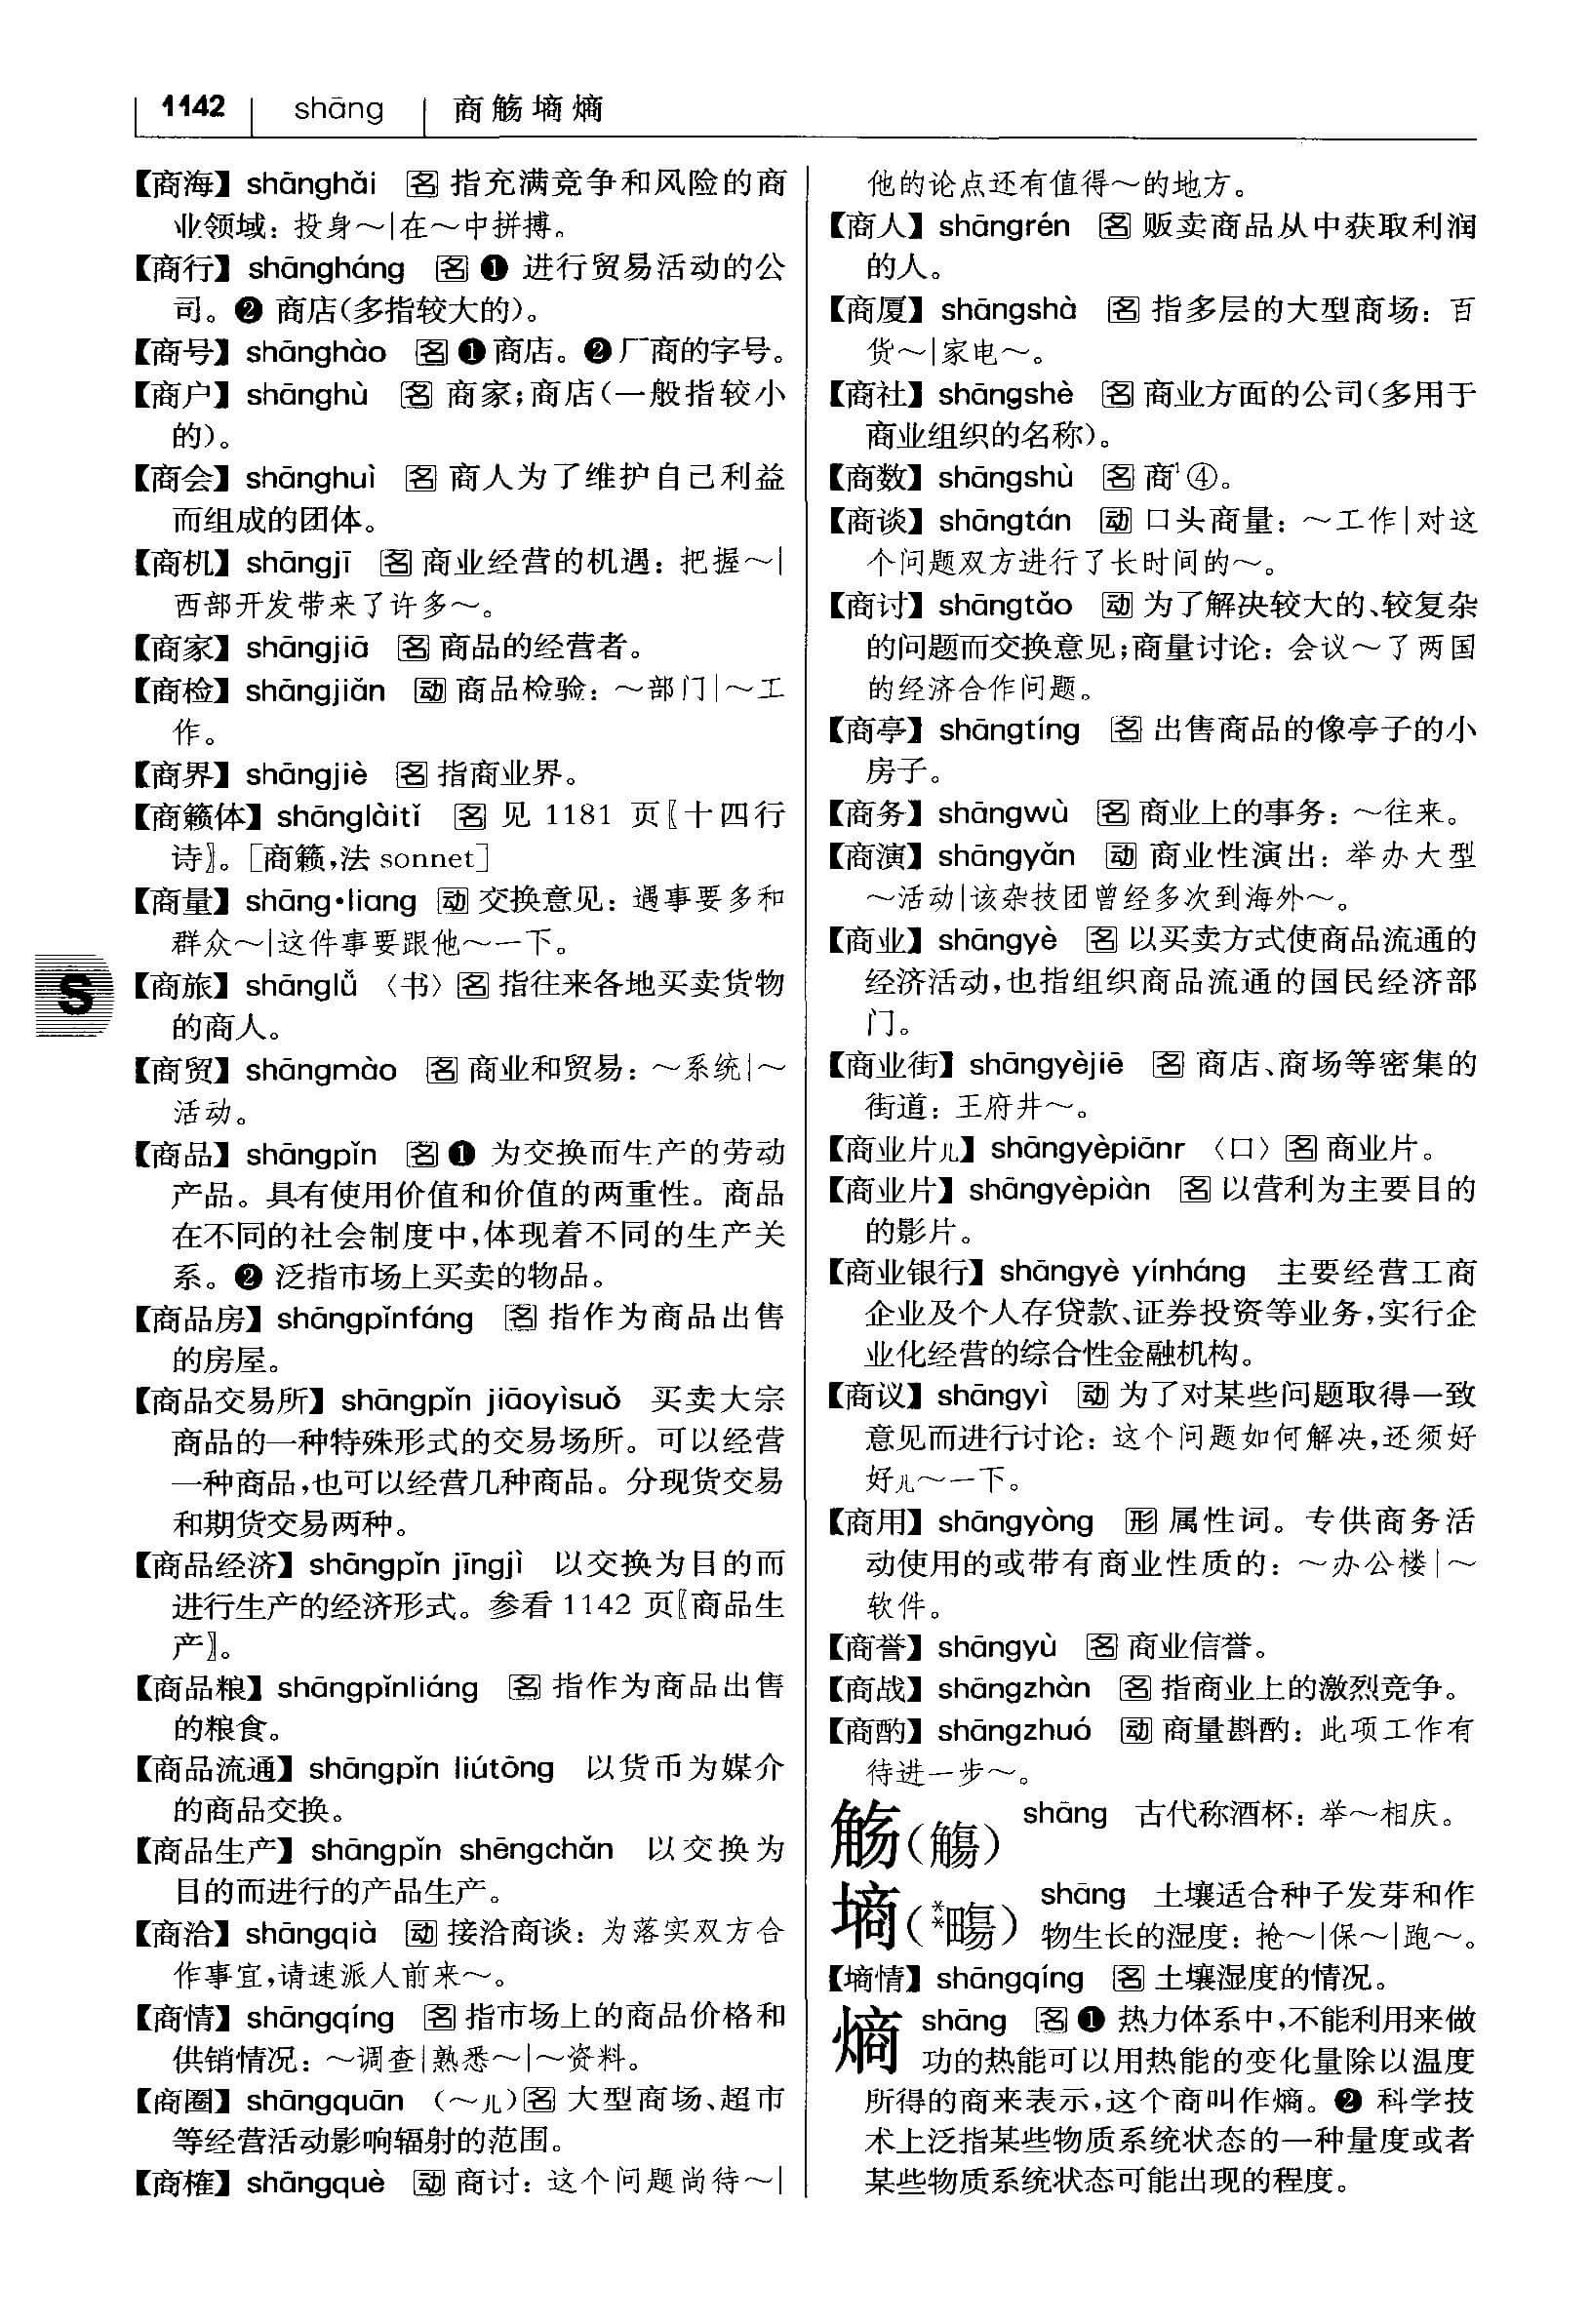 1142 shāng 商觞墒熵
【商海】shānghǎi 名 指充满竞争和风险的商
业领域：投身～|在～中拼搏。
【商行】shāngháng 名 ❶ 进行贸易活动的公
司。❷ 商店(多指较大的)。
【商号】shānghào 名 ❶商店。❷厂商的字号。
【商户】shānghù 名 商家;商店(一般指较小
的)。
【商会】shānghuì 名 商人为了维护自己利益
而组成的团体。
【商机】shāngjī 名 商业经营的机遇：把握～|
西部开发带来了许多～。
【商家】shāngjiā 名 商品的经营者。
【商检】shāngjiǎn 动 商品检验：～部门|～工
作。
【商界】shāngjiè 名 指商业界。
【商籁体】shānglàitǐ 名 见 1181 页〖十四行
诗〗。[商籁,法 sonnet]
【商量】shāng•liang 动 交换意见：遇事要多和
群众～|这件事要跟他～一下。
【商旅】shānglǚ 〈书〉名 指往来各地买卖货物
的商人。
【商贸】shāngmào 名 商业和贸易：～系统|～
活动。
【商品】shāngpǐn 名 ❶ 为交换而生产的劳动
产品。具有使用价值和价值的两重性。商品
在不同的社会制度中,体现着不同的生产关
系。❷ 泛指市场上买卖的物品。
【商品房】shāngpǐnfáng 名 指作为商品出售
的房屋。
【商品交易所】shāngpǐn jiāoyìsuǒ 买卖大宗
商品的一种特殊形式的交易场所。可以经营
一种商品,也可以经营几种商品。分现货交易
和期货交易两种。
【商品经济】shāngpǐn jīngjì 以交换为目的而
进行生产的经济形式。参看 1142 页〖商品生
产〗。
【商品粮】shāngpǐnliáng 名 指作为商品出售
的粮食。
【商品流通】shāngpǐn liútōng 以货币为媒介
的商品交换。
【商品生产】shāngpǐn shēngchǎn 以交换为
目的而进行的产品生产。
【商洽】shāngqià 动 接洽商谈：为落实双方合
作事宜,请速派人前来～。
【商情】shāngqíng 名 指市场上的商品价格和
供销情况：～调查|熟悉～|～资料。
【商圈】shāngquān (～儿)名 大型商场、超市
等经营活动影响辐射的范围。
【商榷】shāngquè 动 商讨：这个问题尚待～|
S
他的论点还有值得～的地方。
【商人】shāngrén 名 贩卖商品从中获取利润
的人。
【商厦】shāngshà 名 指多层的大型商场：百
货～|家电～。
【商社】shāngshè 名 商业方面的公司(多用于
商业组织的名称)。
【商数】shāngshù 名 商¹④。
【商谈】shāngtán 动 口头商量：～工作|对这
个问题双方进行了长时间的～。
【商讨】shāngtǎo 动 为了解决较大的、较复杂
的问题而交换意见;商量讨论：会议～了两国
的经济合作问题。
【商亭】shāngtíng 名 出售商品的像亭子的小
房子。
【商务】shāngwù 名 商业上的事务：～往来。
【商演】shāngyǎn 动 商业性演出：举办大型
～活动|该杂技团曾经多次到海外～。
【商业】shāngyè 名 以买卖方式使商品流通的
经济活动,也指组织商品流通的国民经济部
门。
【商业街】shāngyèjiē 名 商店、商场等密集的
街道：王府井～。
【商业片儿】shāngyèpiānr 〈口〉名 商业片。
【商业片】shāngyèpiàn 名 以营利为主要目的
的影片。
【商业银行】shāngyè yínháng 主要经营工商
企业及个人存贷款、证券投资等业务,实行企
业化经营的综合性金融机构。
【商议】shāngyì 动 为了对某些问题取得一致
意见而进行讨论：这个问题如何解决,还须好
好儿～一下。
【商用】shāngyòng 形 属性词。专供商务活
动使用的或带有商业性质的：～办公楼|～
软件。
【商誉】shāngyù 名 商业信誉。
【商战】shāngzhàn 名 指商业上的激烈竞争。
【商酌】shāngzhuó 动 商量斟酌：此项工作有
待进一步～。
觞(觴) shāng 古代称酒杯：举～相庆。
墒(**暘) shāng 土壤适合种子发芽和作
物生长的湿度：抢～|保～|跑～。
【墒情】shāngqíng 名 土壤湿度的情况。
熵 shāng 名 ❶ 热力体系中,不能利用来做
功的热能可以用热能的变化量除以温度
所得的商来表示,这个商叫作熵。❷ 科学技
术上泛指某些物质系统状态的一种量度或者
某些物质系统状态可能出现的程度。